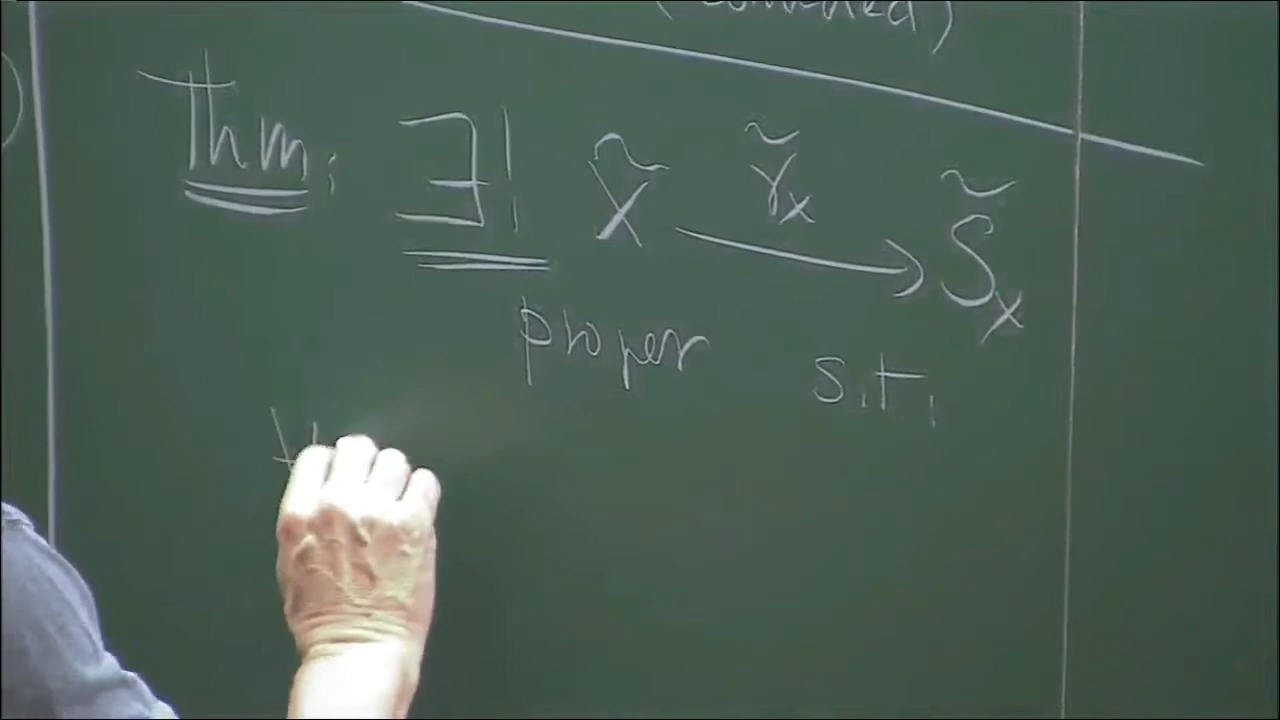 Thm: ∃! X̃ ⟶ S̃ₓ
γ̃ₓ
proper s.t.
∀